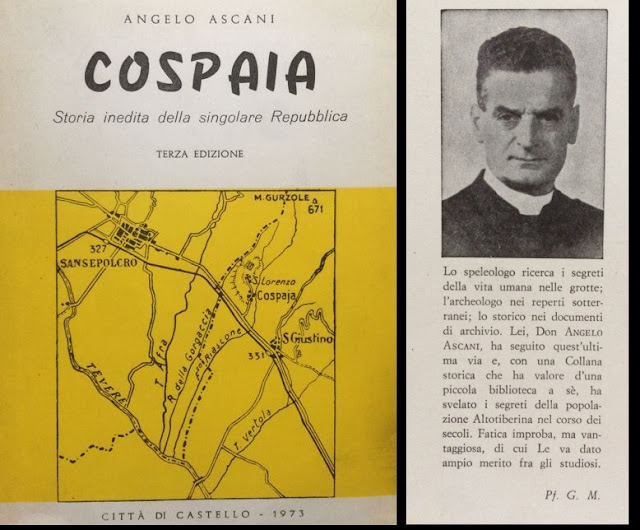 ANGELO ASCANI
COSPAIA
Storia inedita della singolare Repubblica
TERZA EDIZIONE
M. GURZOLE
671
327
SANSEPOLCRO
S. Lorenzo
Cospaja
S. Giustino
331
T. Afra
R. della Gorgaccia
Rio Riascone
TEVERE
T. Vertola
CITTÀ DI CASTELLO - 1973
Lo speleologo ricerca i segreti
della vita umana nelle grotte;
l'archeologo nei reperti sotter-
ranei; lo storico nei documenti
di archivio. Lei, DON ANGELO
ASCANI, ha seguito quest'ulti-
ma via e, con una Collana
storica che ha valore d'una
piccola biblioteca a sè, ha
svelato i segreti della popola-
zione Altotiberina nel corso dei
secoli. Fatica improba, ma van-
taggiosa, di cui Le va dato
ampio merito fra gli studiosi.
Pf. G. M.